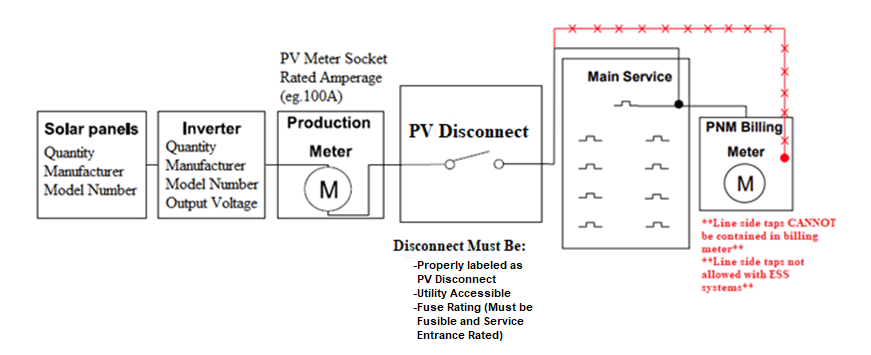 PV Meter Socket
Rated Amperage
(eg.100A)
Solar panels
Quantity
Manufacturer
Model Number
Inverter
Quantity
Manufacturer
Model Number
Output Voltage
Production
Meter
M
PV Disconnect
Disconnect Must Be:
-Properly labeled as
PV Disconnect
-Utility Accessible
-Fuse Rating (Must be
Fusible and Service
Entrance Rated)
Main Service
PNM Billing
Meter
M
**Line side taps CANNOT
be contained in billing
meter**
**Line side taps not
allowed with ESS
systems**